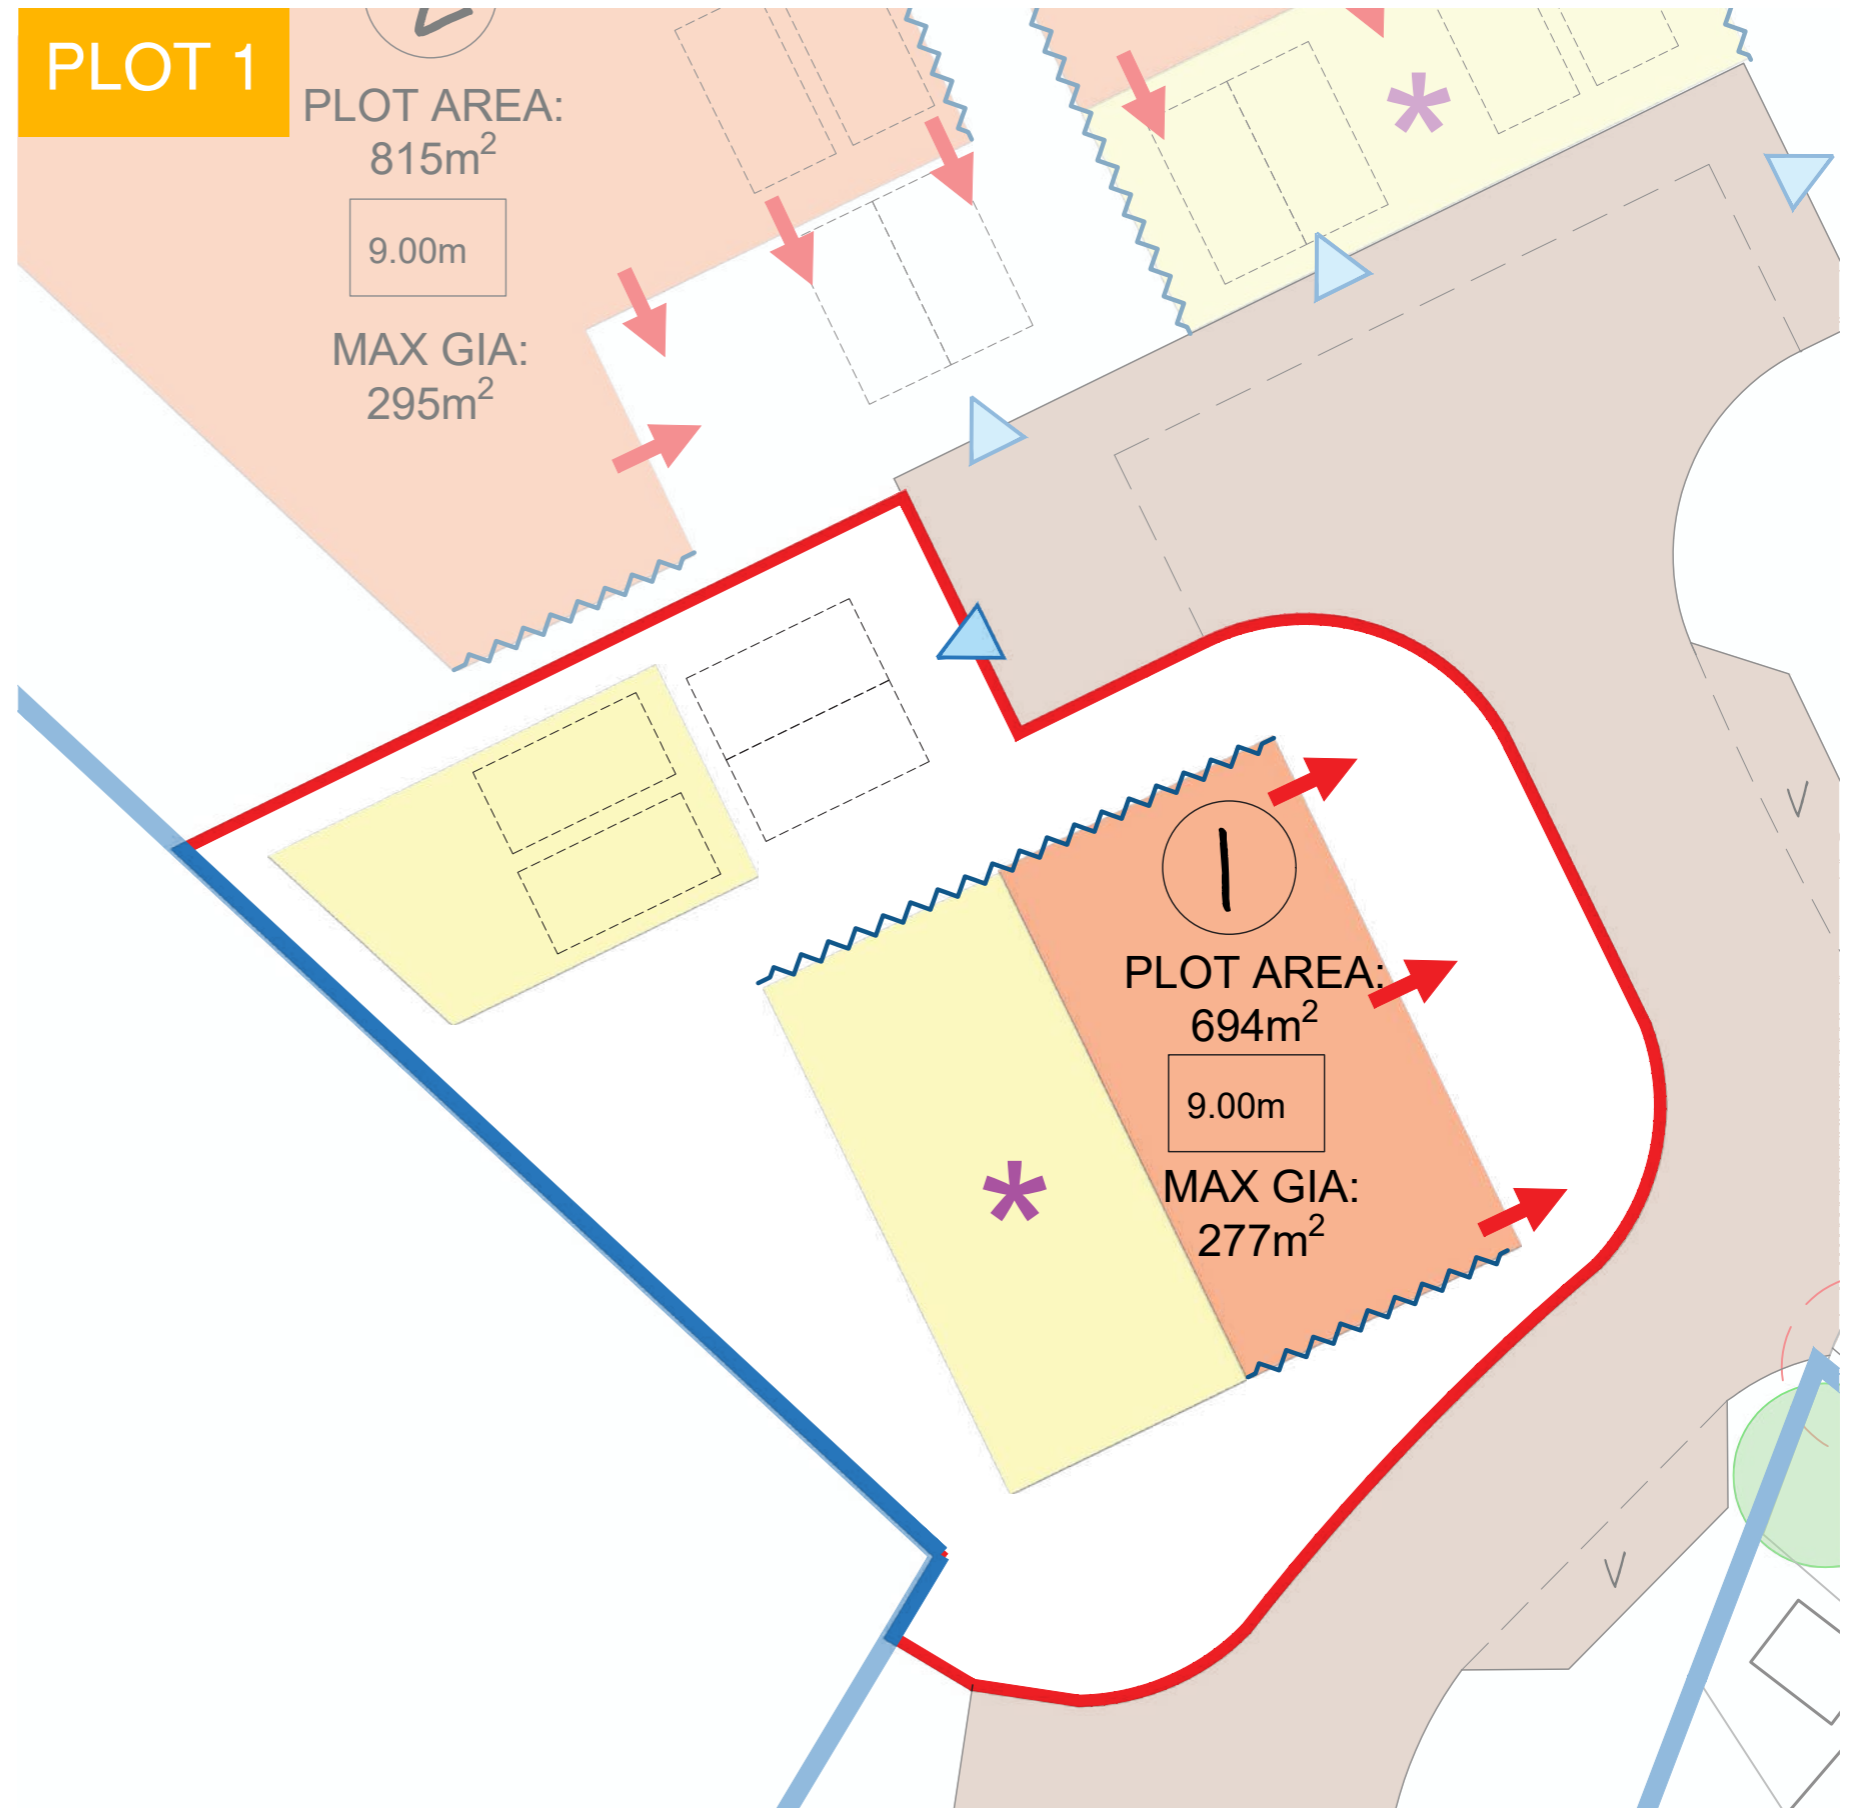 PLOT 1
2
PLOT AREA:
815m²
9.00m
MAX GIA:
295m²
*
1
PLOT AREA:
694m²
9.00m
MAX GIA:
277m²
*
V
V